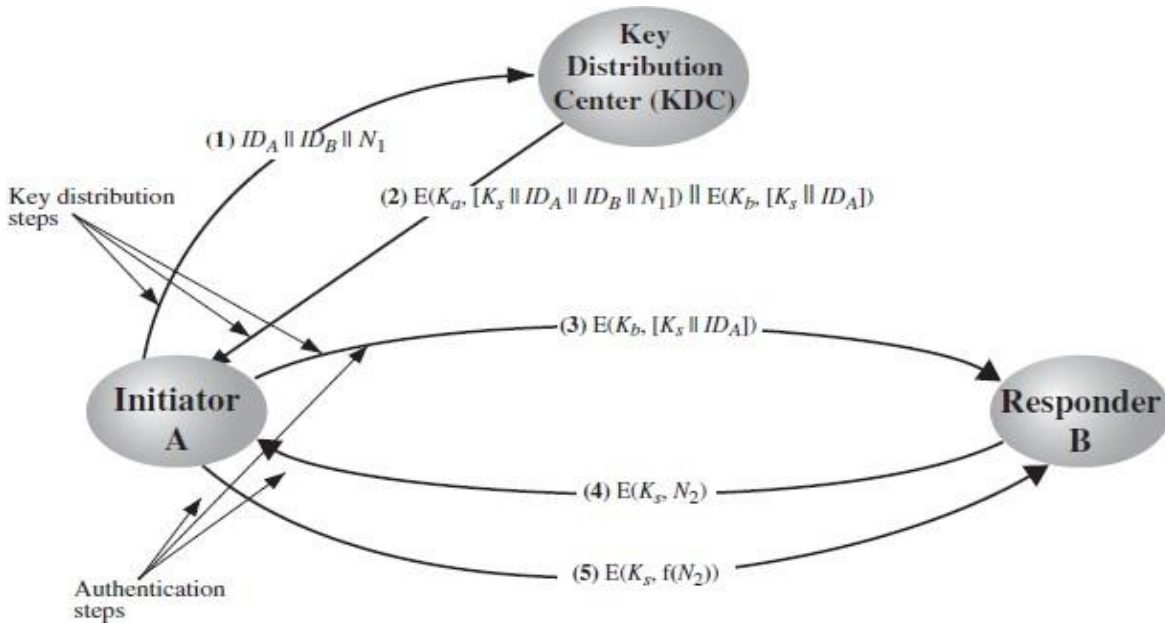 Key
Distribution
Center (KDC)
(1) ID_A || ID_B || N_1
Key distribution
steps
(2) E(K_a, [K_s || ID_A || ID_B || N_1]) || E(K_b, [K_s || ID_A])
(3) E(K_b, [K_s || ID_A])
Initiator
A
Responder
B
(4) E(K_s, N_2)
(5) E(K_s, f(N_2))
Authentication
steps